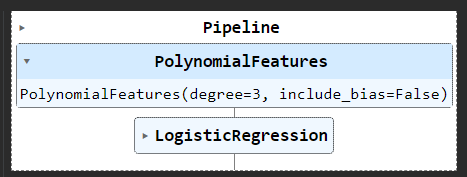 Pipeline
PolynomialFeatures
PolynomialFeatures(degree=3, include_bias=False)
LogisticRegression